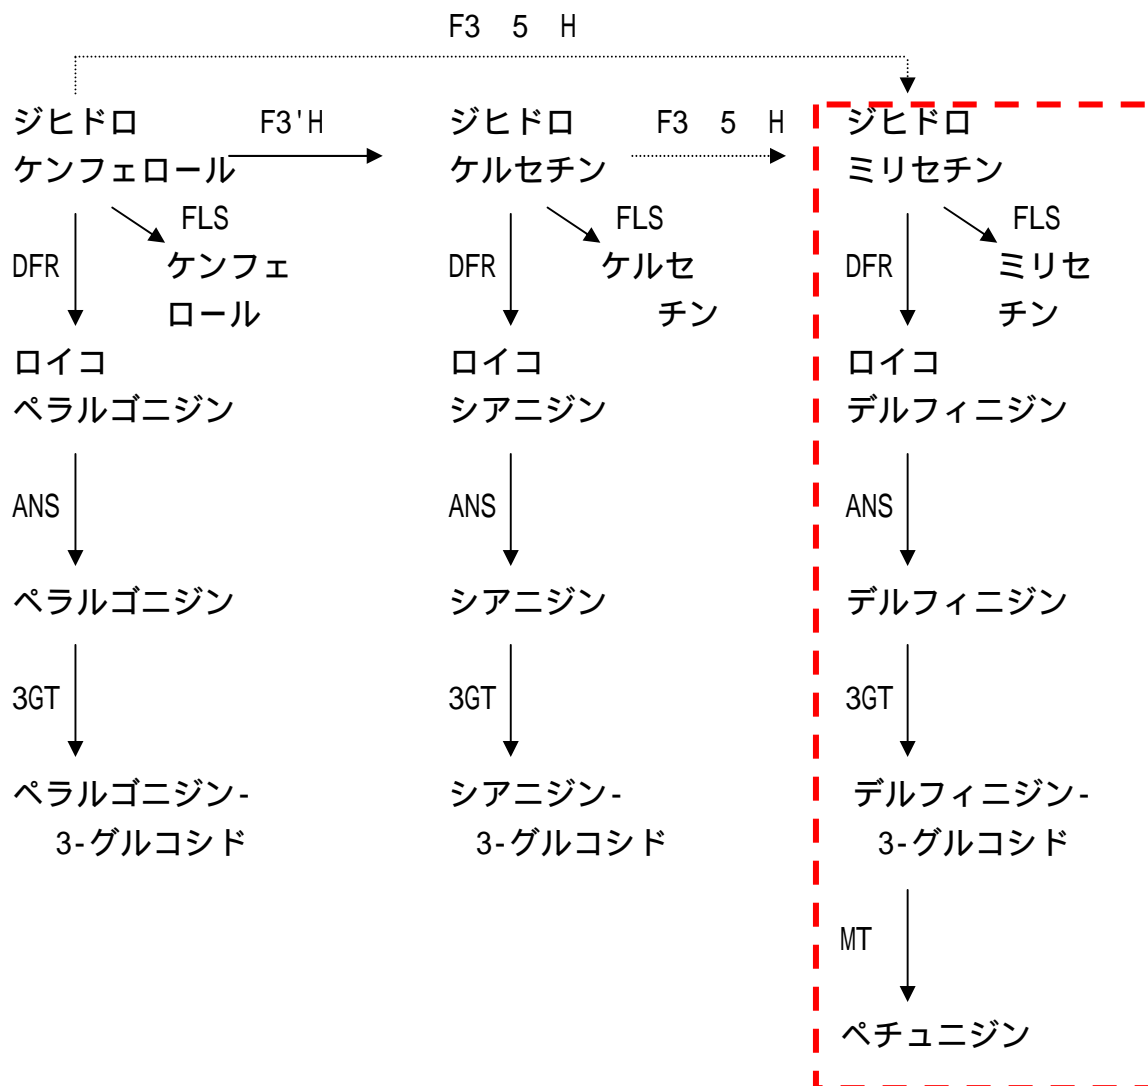 F3 5 H
ジヒドロ
ケンフェロール
F3'H
ジヒドロ
ケルセチン
F3 5 H
ジヒドロ
ミリセチン
DFR
FLS
ケンフェ
ロール
DFR
FLS
ケルセ
チン
DFR
FLS
ミリセ
チン
ロイコ
ペラルゴニジン
ロイコ
シアニジン
ロイコ
デルフィニジン
ANS
ANS
ANS
ペラルゴニジン
シアニジン
デルフィニジン
3GT
3GT
3GT
ペラルゴニジン-
3-グルコシド
シアニジン-
3-グルコシド
デルフィニジン-
3-グルコシド
MT
ペチュニジン